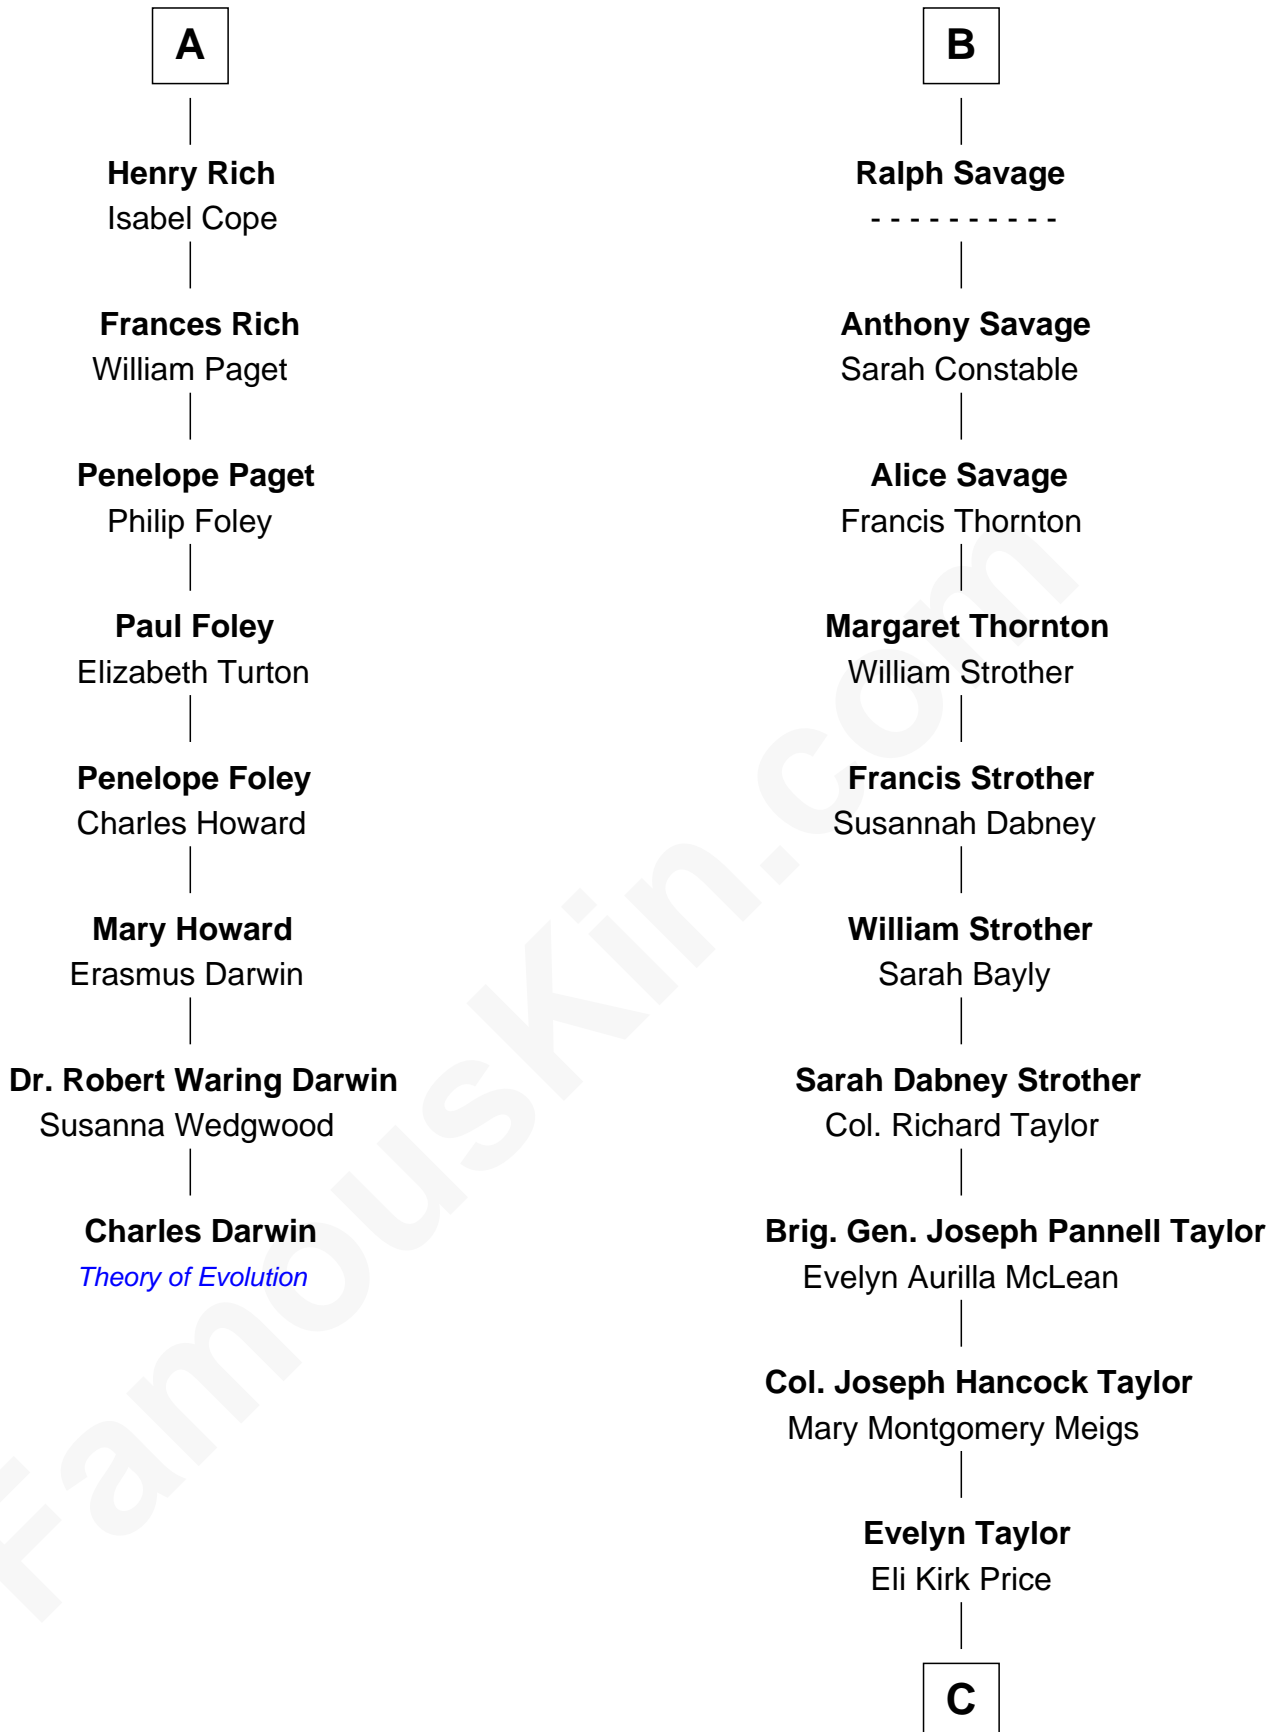 A
Henry Rich
Isabel Cope
Frances Rich
William Paget
Penelope Paget
Philip Foley
Paul Foley
Elizabeth Turton
Penelope Foley
Charles Howard
Mary Howard
Erasmus Darwin
Dr. Robert Waring Darwin
Susanna Wedgwood
Charles Darwin
Theory of Evolution
B
Ralph Savage
- - - - - - - - - -
Anthony Savage
Sarah Constable
Alice Savage
Francis Thornton
Margaret Thornton
William Strother
Francis Strother
Susannah Dabney
William Strother
Sarah Bayly
Sarah Dabney Strother
Col. Richard Taylor
Brig. Gen. Joseph Pannell Taylor
Evelyn Aurilla McLean
Col. Joseph Hancock Taylor
Mary Montgomery Meigs
Evelyn Taylor
Eli Kirk Price
C
FamousKin.com